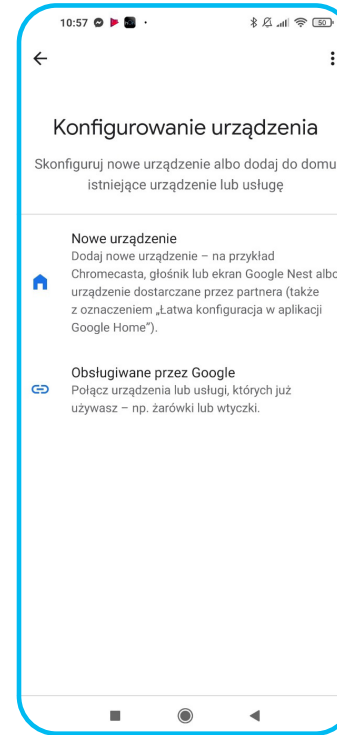 10:57
50
Konfigurowanie urządzenia
Skonfiguruj nowe urządzenie albo dodaj do domu
istniejące urządzenie lub usługę
Nowe urządzenie
Dodaj nowe urządzenie – na przykład
Chromecasta, głośnik lub ekran Google Nest albo
urządzenie dostarczane przez partnera (także
z oznaczeniem „Łatwa konfiguracja w aplikacji
Google Home”).
Obsługiwane przez Google
Połącz urządzenia lub usługi, których już
używasz – np. żarówki lub wtyczki.